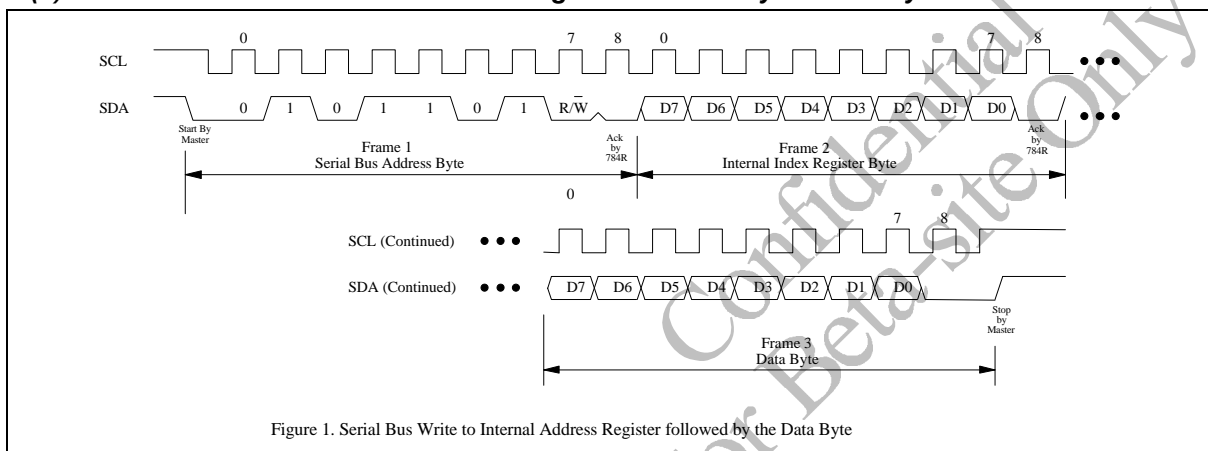 0 7 8 0 7 8
SCL
SDA 0 1 0 1 1 0 1 R/W D7 D6 D5 D4 D3 D2 D1 D0
Start By
Master
Ack
by
784R
Ack
by
784R
Frame 1
Serial Bus Address Byte
Frame 2
Internal Index Register Byte
0 7 8
SCL (Continued)
SDA (Continued) D7 D6 D5 D4 D3 D2 D1 D0
Stop
by
Master
Frame 3
Data Byte
Figure 1. Serial Bus Write to Internal Address Register followed by the Data Byte
Confidential
For Beta-site Only